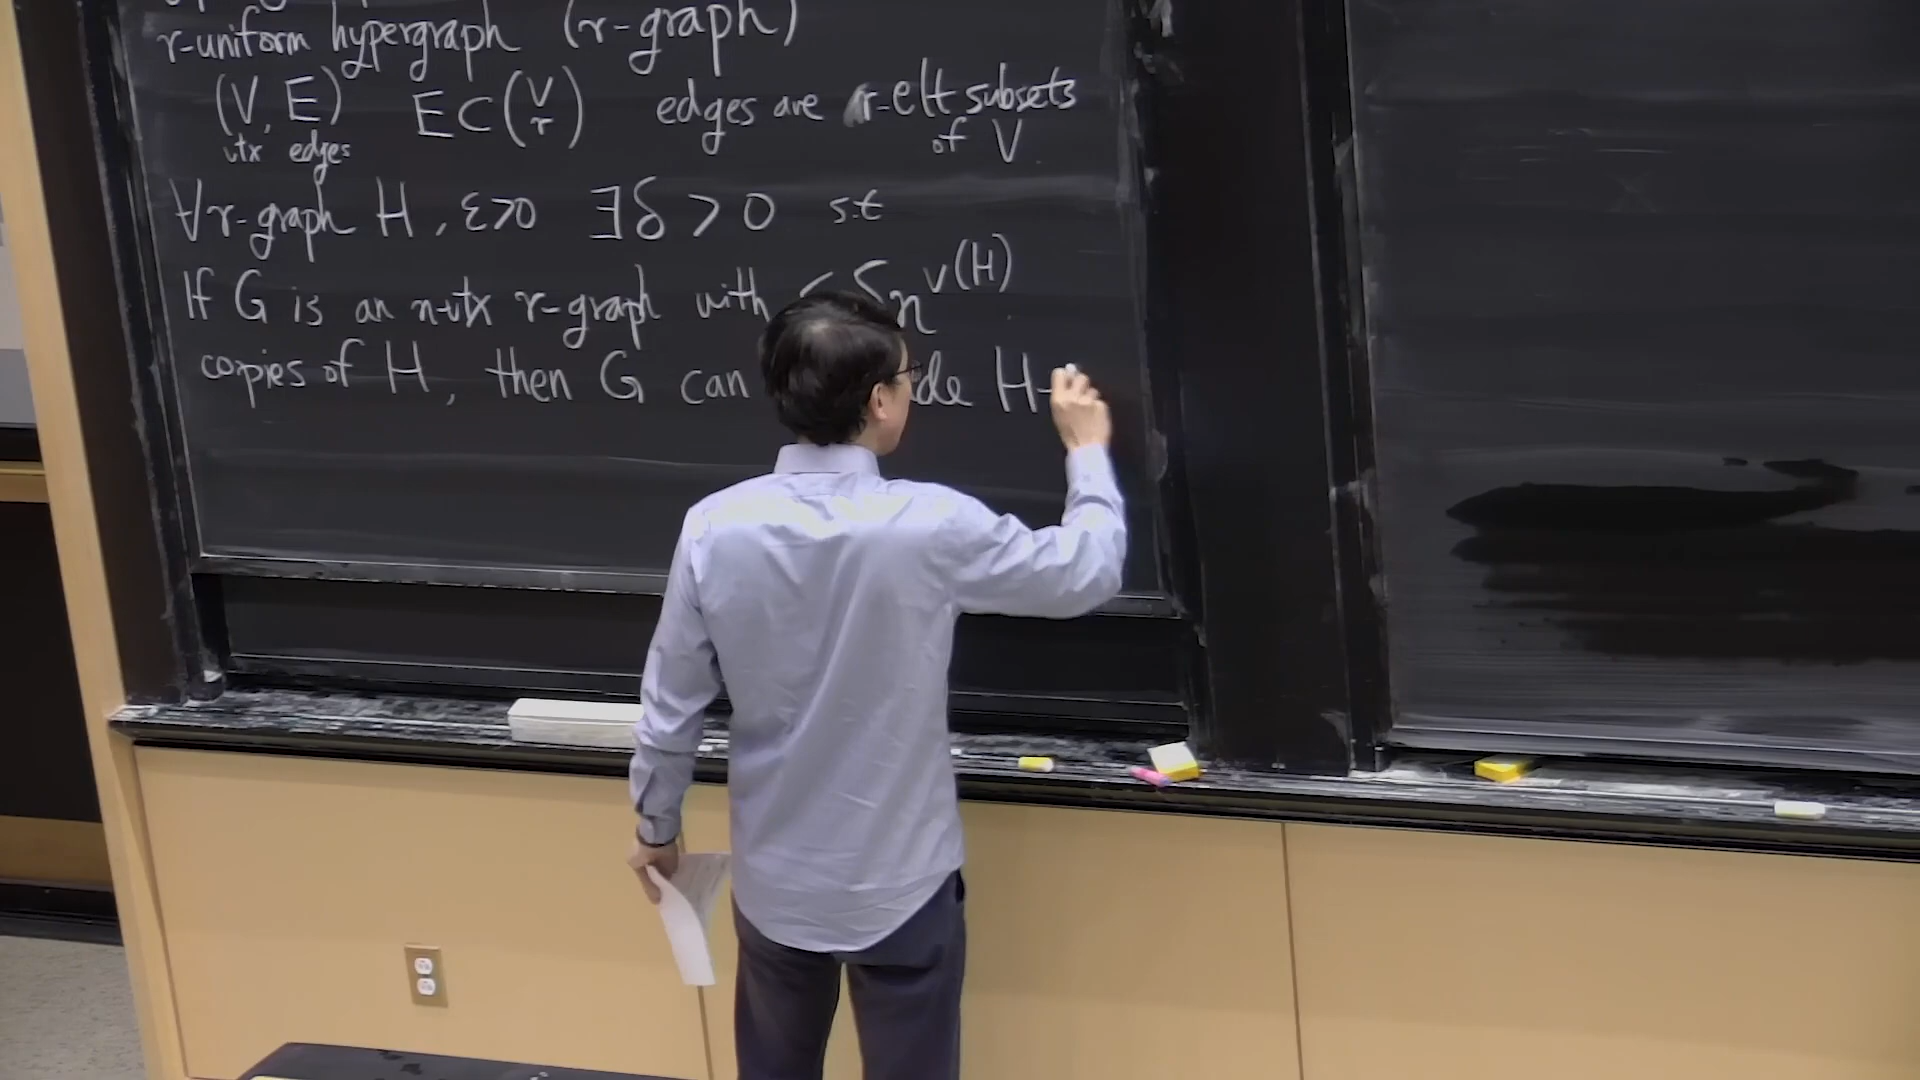 r-uniform hypergraph (r-graph)
(V, E) E ⊂ (V r) edges are r-elt subsets
vtx edges of V
∀ r-graph H, ε>0 ∃δ > 0 s.t
If G is an n-vtx r-graph with δn^v(H)
copies of H, then G can H-